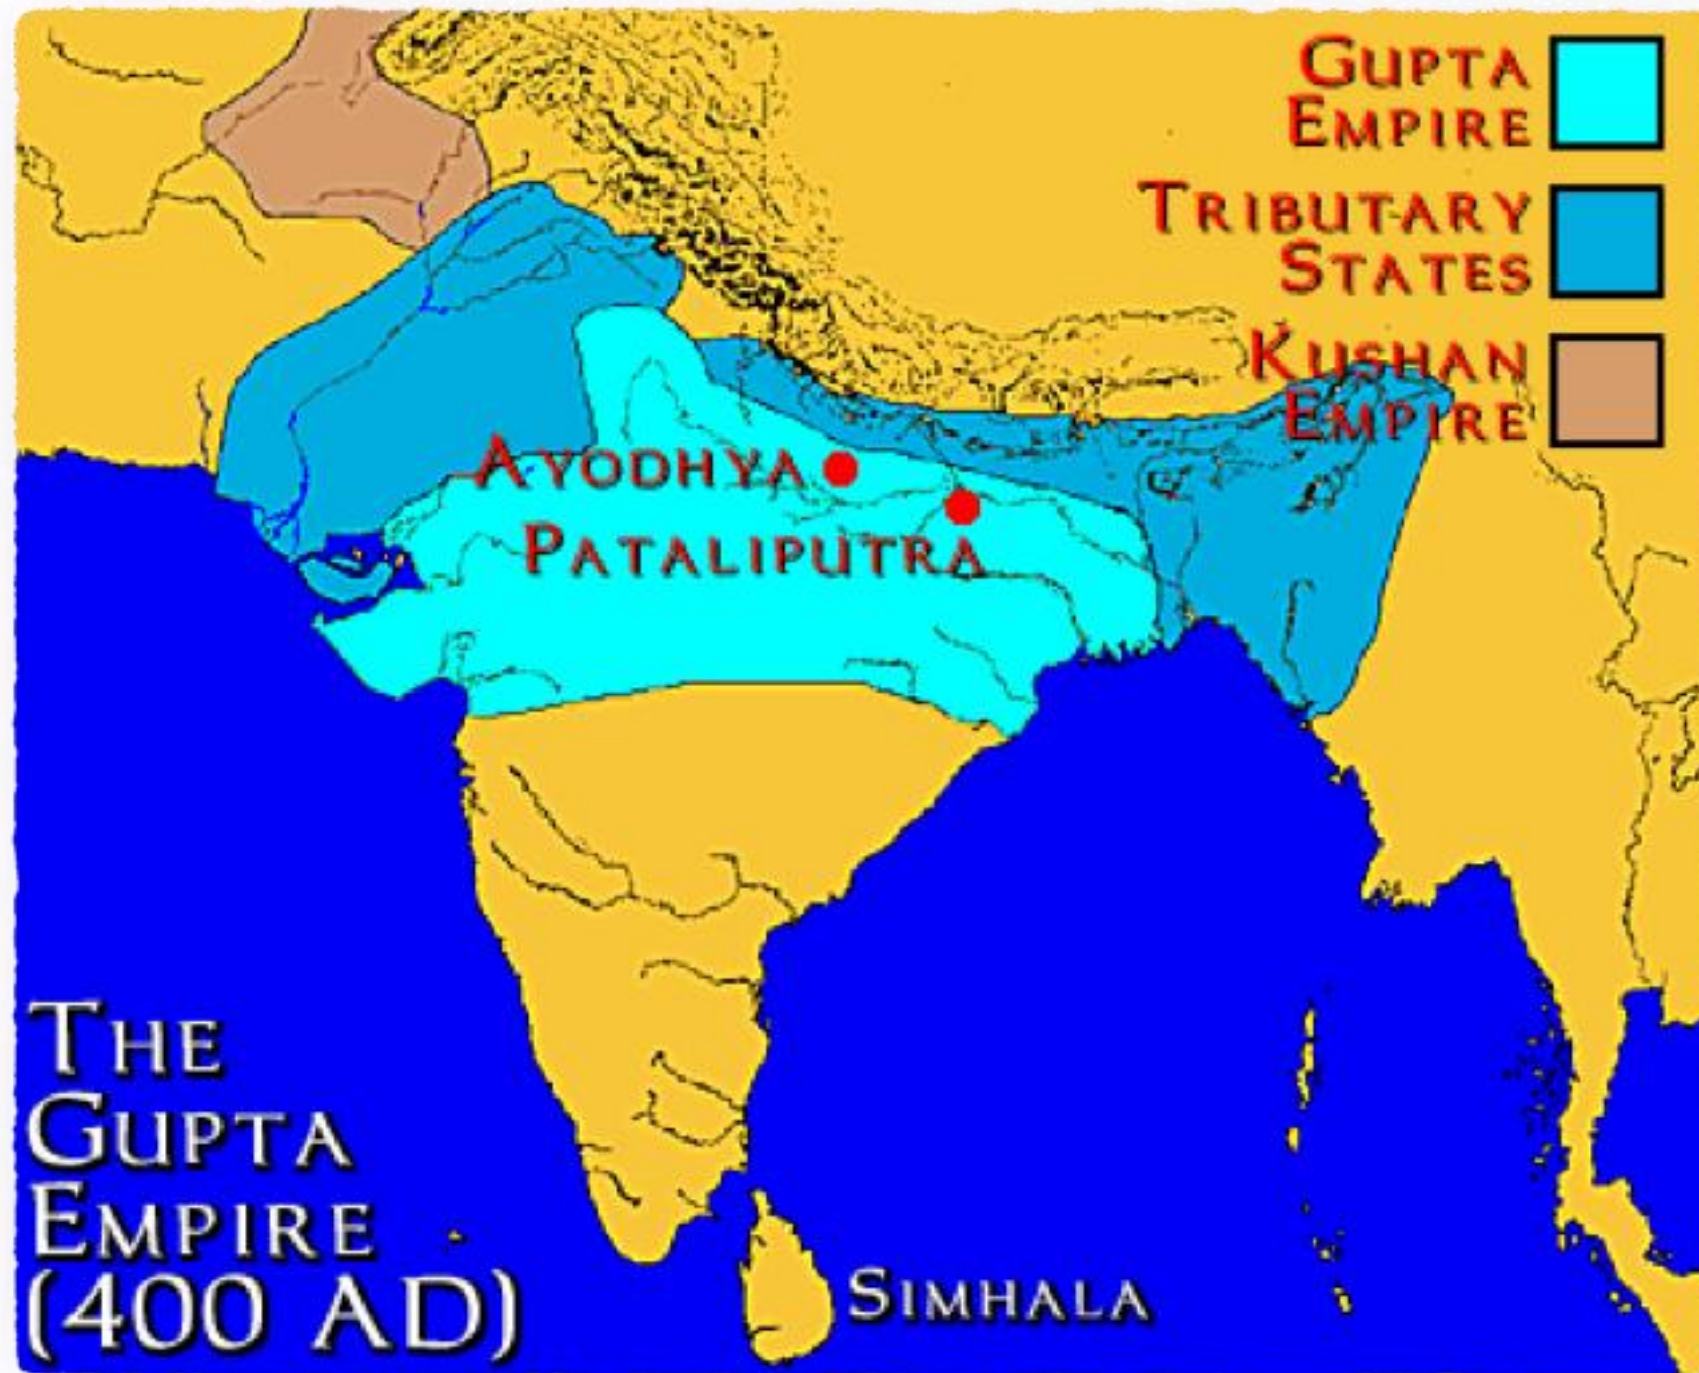 GUPTA
EMPIRE
TRIBUTARY
STATES
KUSHAN
EMPIRE
AYODHYA
PATALIPUTRA
THE
GUPTA
EMPIRE
(400 AD)
SIMHALA